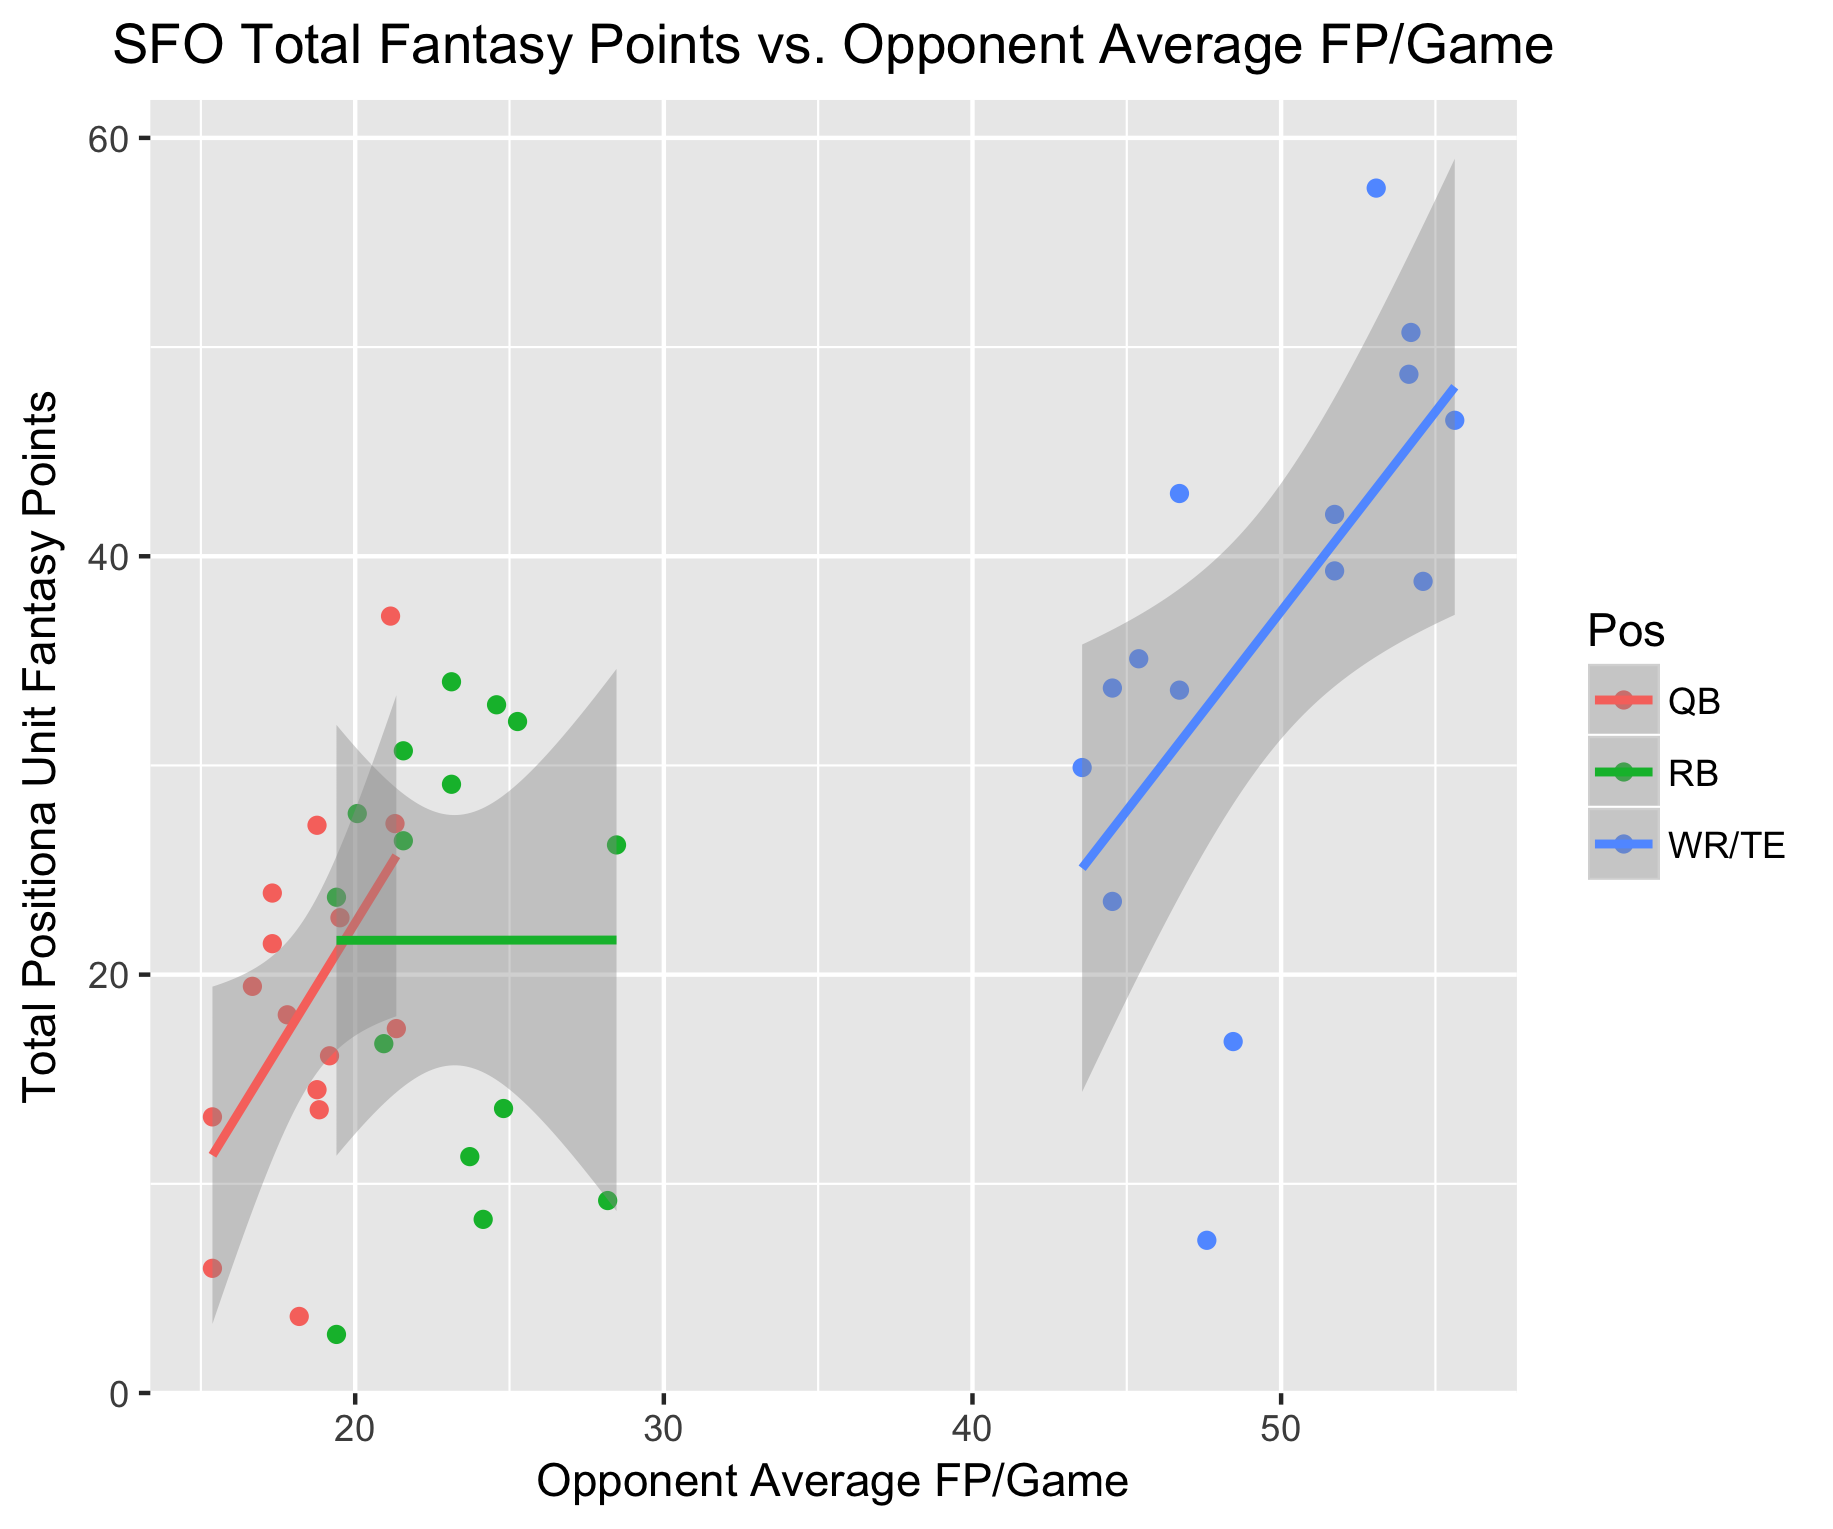 SFO Total Fantasy Points vs. Opponent Average FP/Game
Total Positiona Unit Fantasy Points
60
40
20
0
20
30
40
50
Opponent Average FP/Game
Pos
QB
RB
WR/TE